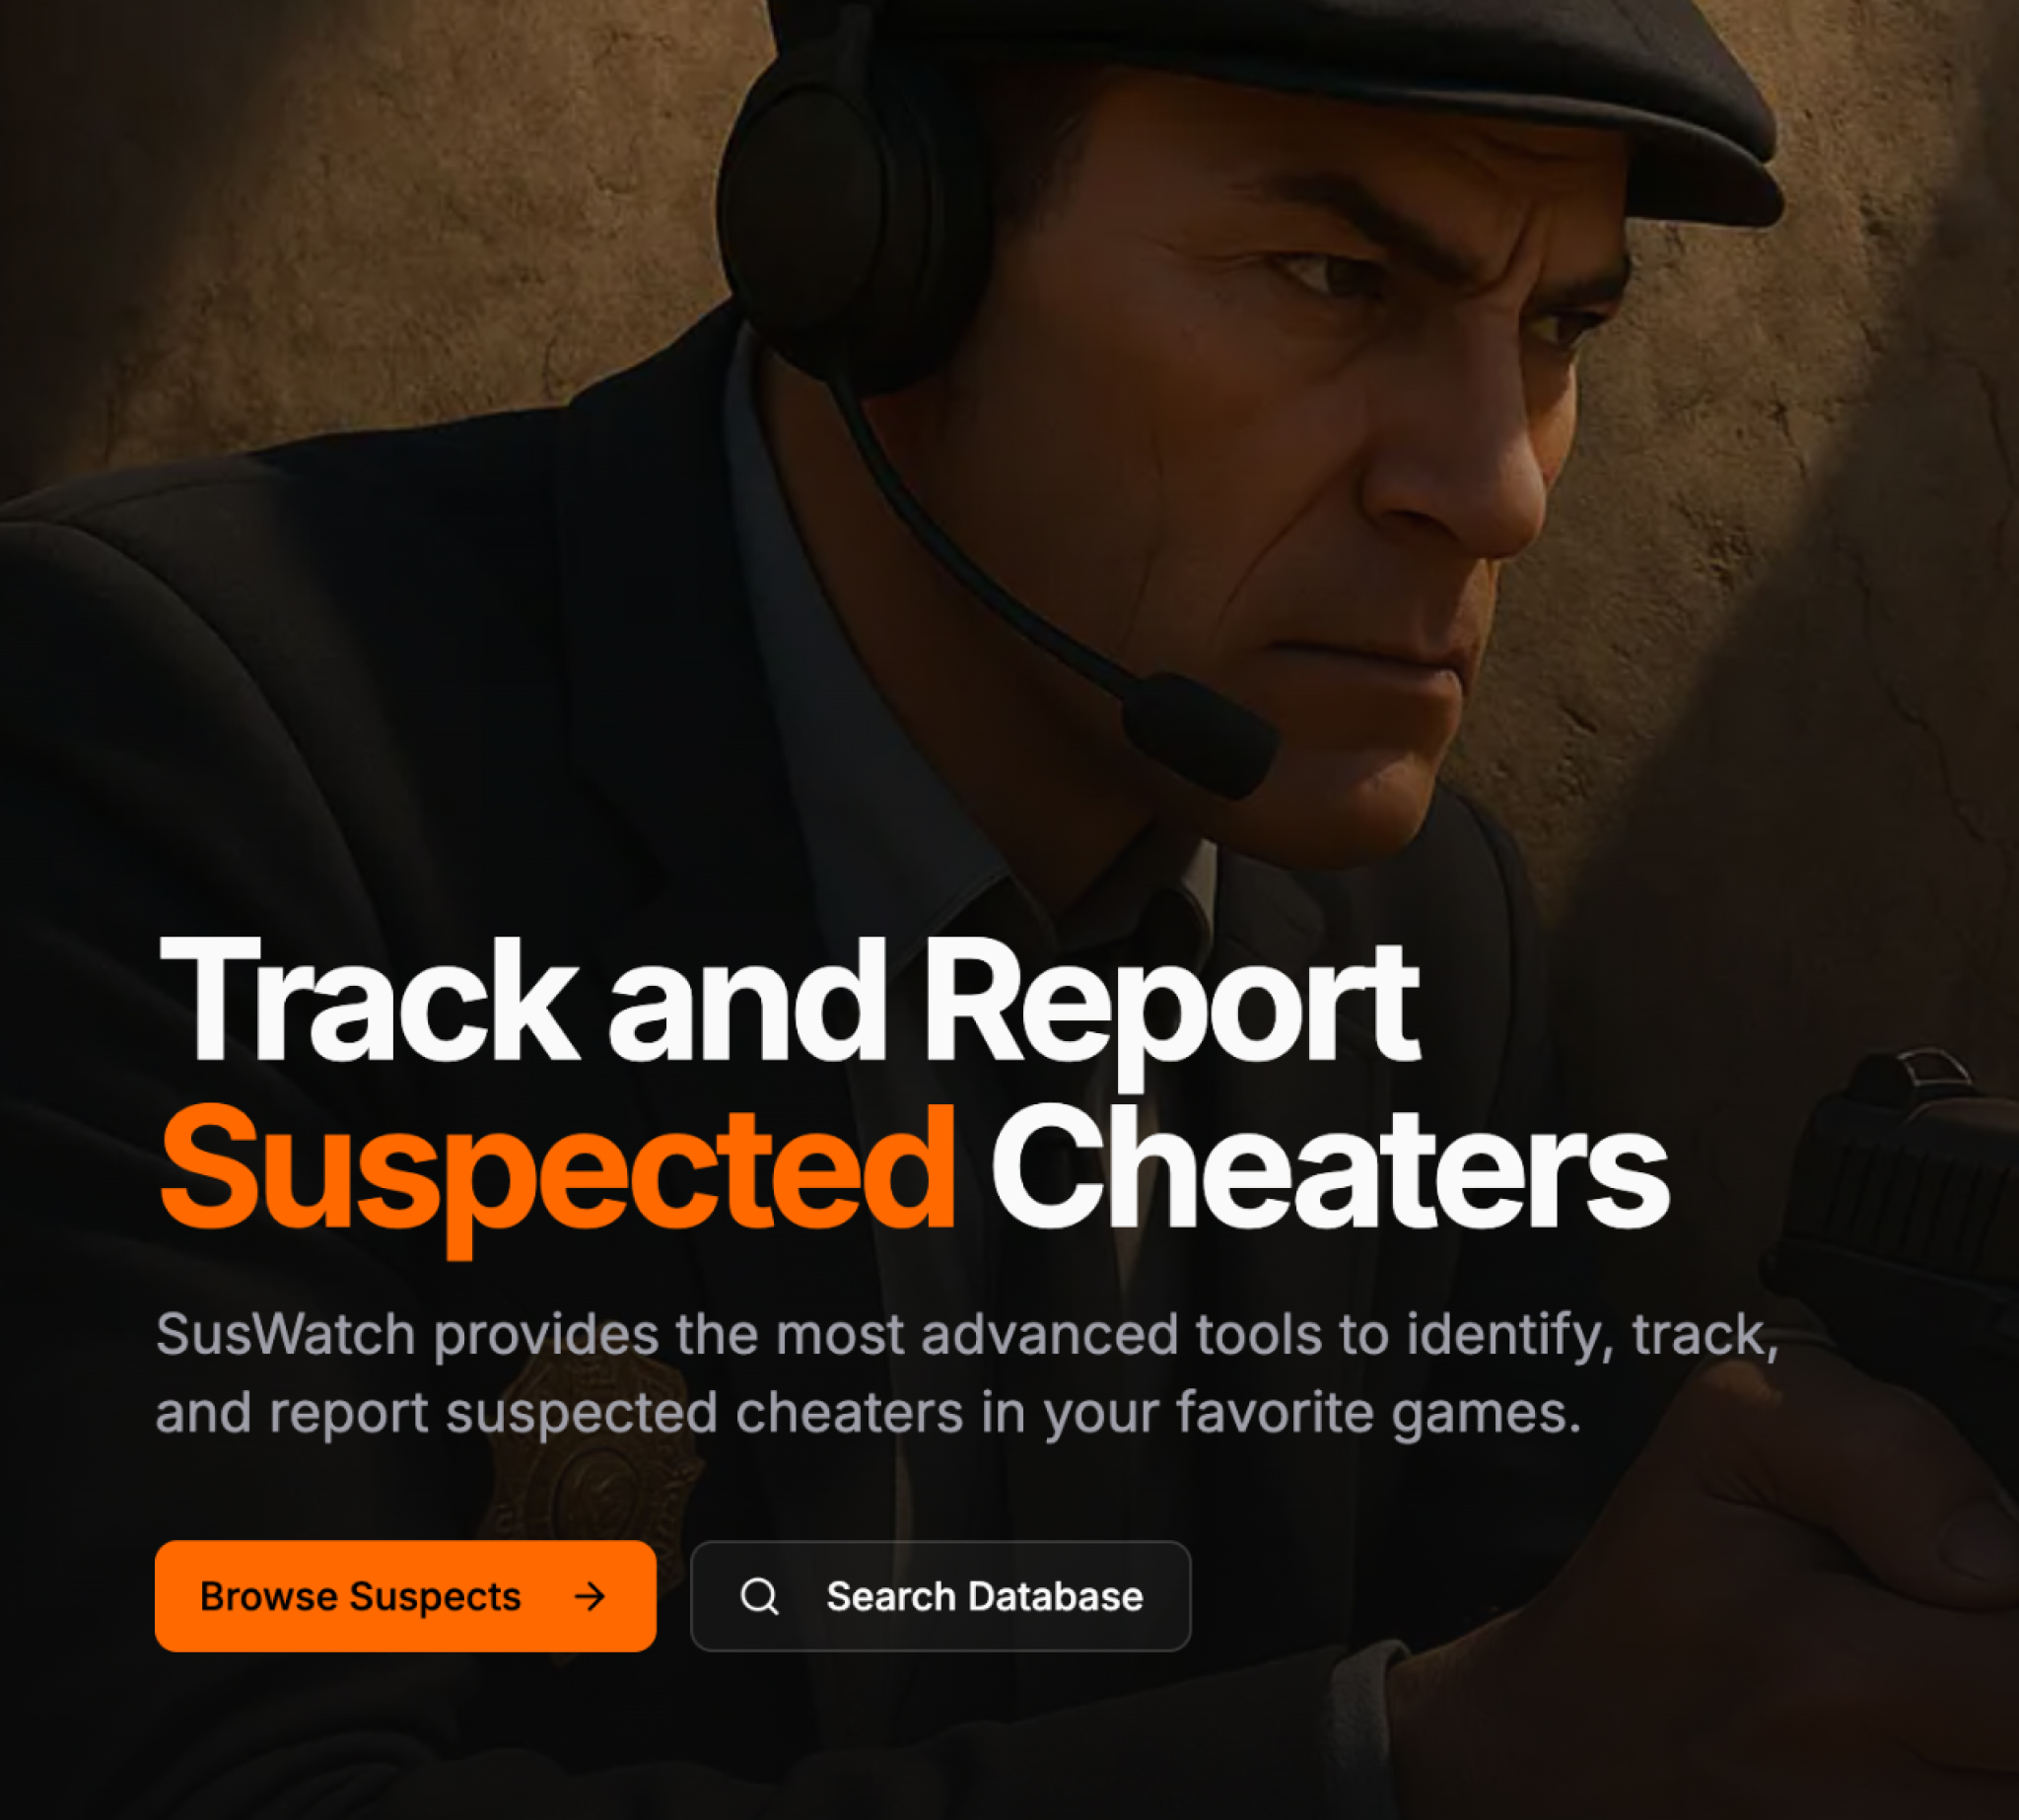 Track and Report
Suspected Cheaters
SusWatch provides the most advanced tools to identify, track,
and report suspected cheaters in your favorite games.
Browse Suspects
Search Database